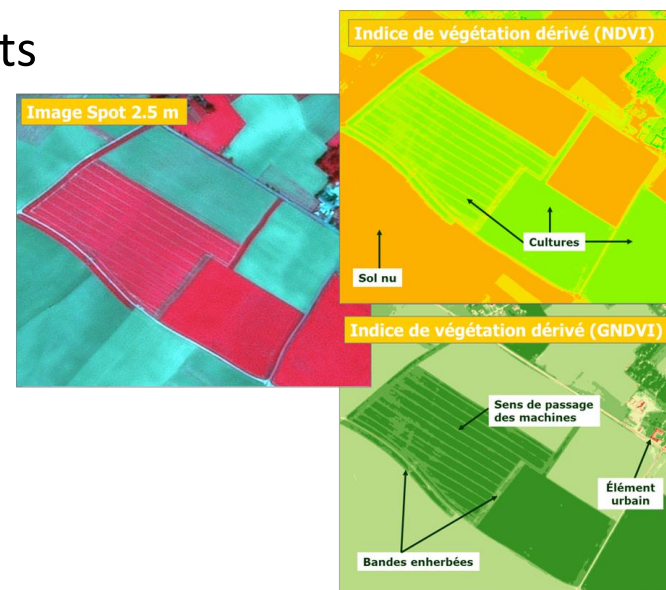 ts
Image Spot 2.5 m
Indice de végétation dérivé (NDVI)
Cultures
Sol nu
Indice de végétation dérivé (GNDVI)
Sens de passage
des machines
Élément
urbain
Bandes enherbées